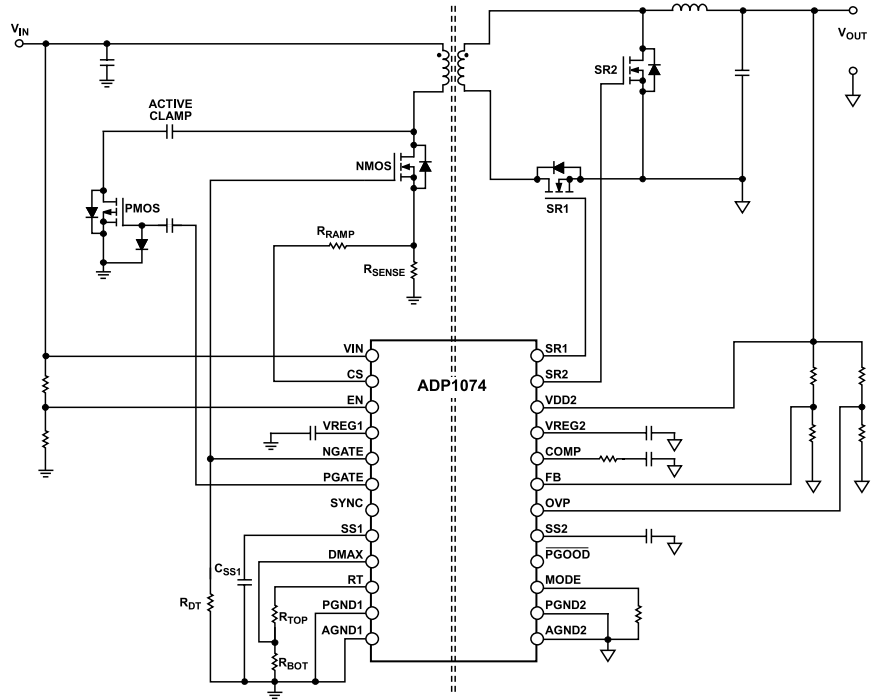 VIN
VOUT
SR2
ACTIVE
CLAMP
NMOS
PMOS
SR1
RRAMP
RSENSE
ADP1074
VIN
CS
EN
VREG1
NGATE
PGATE
SYNC
SS1
DMAX
RT
PGND1
AGND1
SR1
SR2
VDD2
VREG2
COMP
FB
OVP
SS2
PGOOD
MODE
PGND2
AGND2
CSS1
RDT
RTOP
RBOT